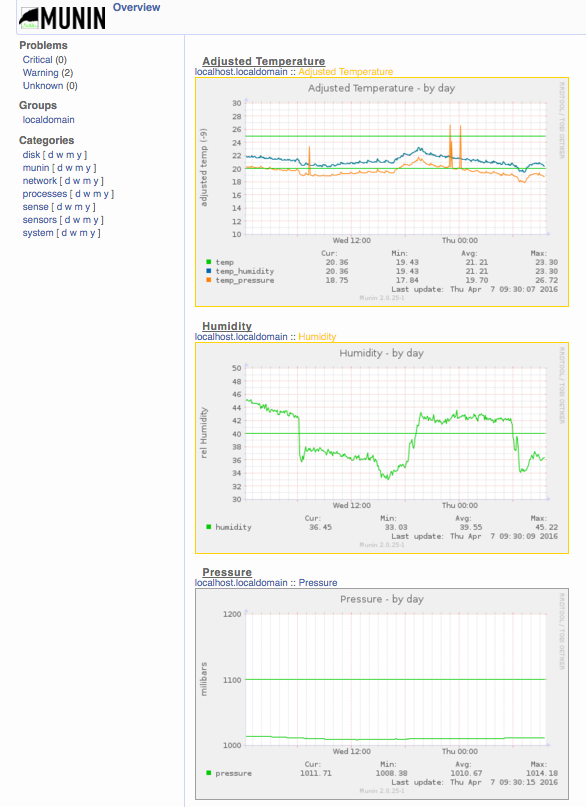 MUNIN Overview
Problems
Critical (0)
Warning (2)
Unknown (0)
Groups
localdomain
Categories
disk [ d w m y ]
munin [ d w m y ]
network [ d w m y ]
processes [ d w m y ]
sense [ d w m y ]
sensors [ d w m y ]
system [ d w m y ]
Adjusted Temperature
localhost.localdomain :: Adjusted Temperature
Adjusted Temperature - by day
RRDTOOL / TOBI OETIKER
adjusted temp (-9)
30
28
26
24
22
20
18
16
14
12
10
Wed 12:00 Thu 00:00
Cur: Min: Avg: Max:
temp 20.36 19.43 21.21 23.30
temp_humidity 20.36 19.43 21.21 23.30
temp_pressure 18.75 17.84 19.70 26.72
Last update: Thu Apr 7 09:30:07 2016
Munin 2.0.25-1
Humidity
localhost.localdomain :: Humidity
Humidity - by day
RRDTOOL / TOBI OETIKER
rel Humidity
50
48
46
44
42
40
38
36
34
32
30
Wed 12:00 Thu 00:00
Cur: Min: Avg: Max:
humidity 36.45 33.03 39.55 45.22
Last update: Thu Apr 7 09:30:09 2016
Munin 2.0.25-1
Pressure
localhost.localdomain :: Pressure
Pressure - by day
RRDTOOL / TOBI OETIKER
milibars
1200
1100
1000
Wed 12:00 Thu 00:00
Cur: Min: Avg: Max:
pressure 1011.71 1008.38 1010.67 1014.18
Last update: Thu Apr 7 09:30:15 2016
Munin 2.0.25-1